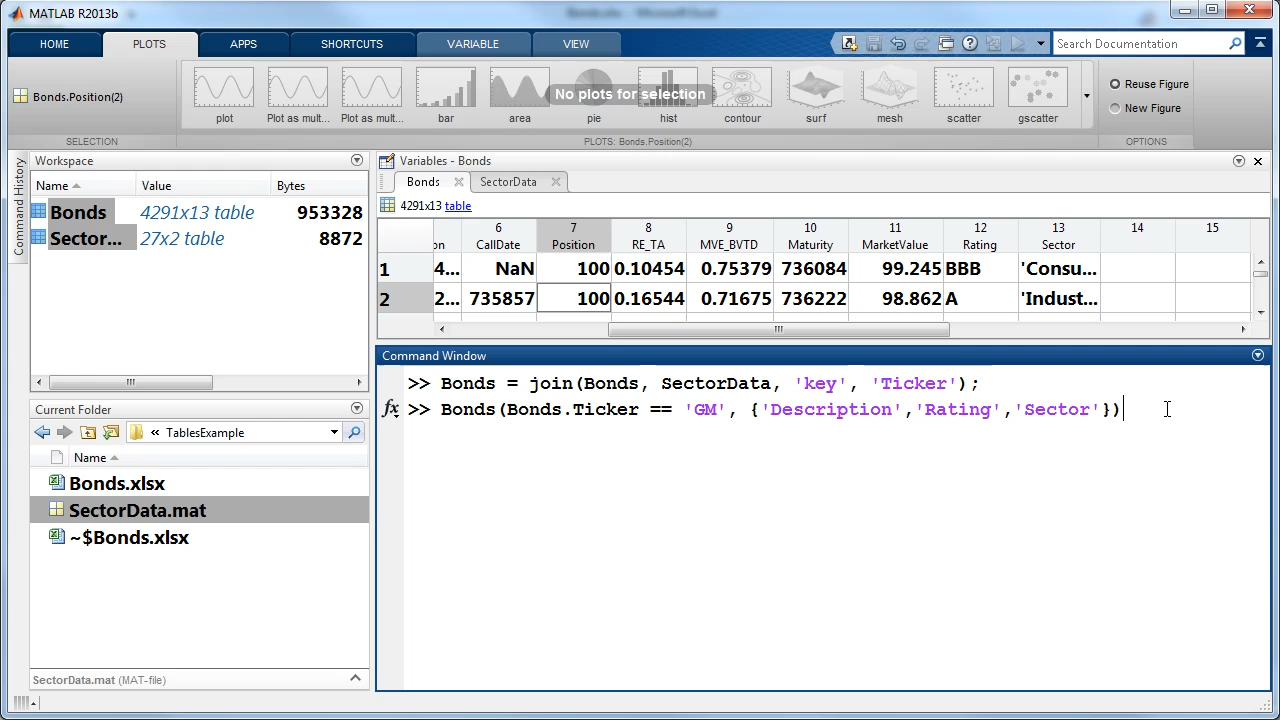 MATLAB R2013b
HOME PLOTS APPS SHORTCUTS VARIABLE VIEW
Search Documentation
Bonds.Position(2)
No plots for selection
plot Plot as mult... Plot as mult... bar area pie hist contour surf mesh scatter gscatter
Reuse Figure
New Figure
SELECTION PLOTS: Bonds.Position(2) OPTIONS
Command History
Workspace
Name Value Bytes
Bonds 4291x13 table 953328
Sector... 27x2 table 8872
Current Folder
« TablesExample
Name
Bonds.xlsx
SectorData.mat
~$Bonds.xlsx
SectorData.mat (MAT-file)
Variables - Bonds
Bonds SectorData
4291x13 table
6 7 8 9 10 11 12 13 14 15
on CallDate Position RE_TA MVE_BVTD Maturity MarketValue Rating Sector
1 4... NaN 100 0.10454 0.75379 736084 99.245 BBB 'Consu...
2 2... 735857 100 0.16544 0.71675 736222 98.862 A 'Indust...
Command Window
>> Bonds = join(Bonds, SectorData, 'key', 'Ticker');
fx >> Bonds(Bonds.Ticker == 'GM', {'Description','Rating','Sector'})